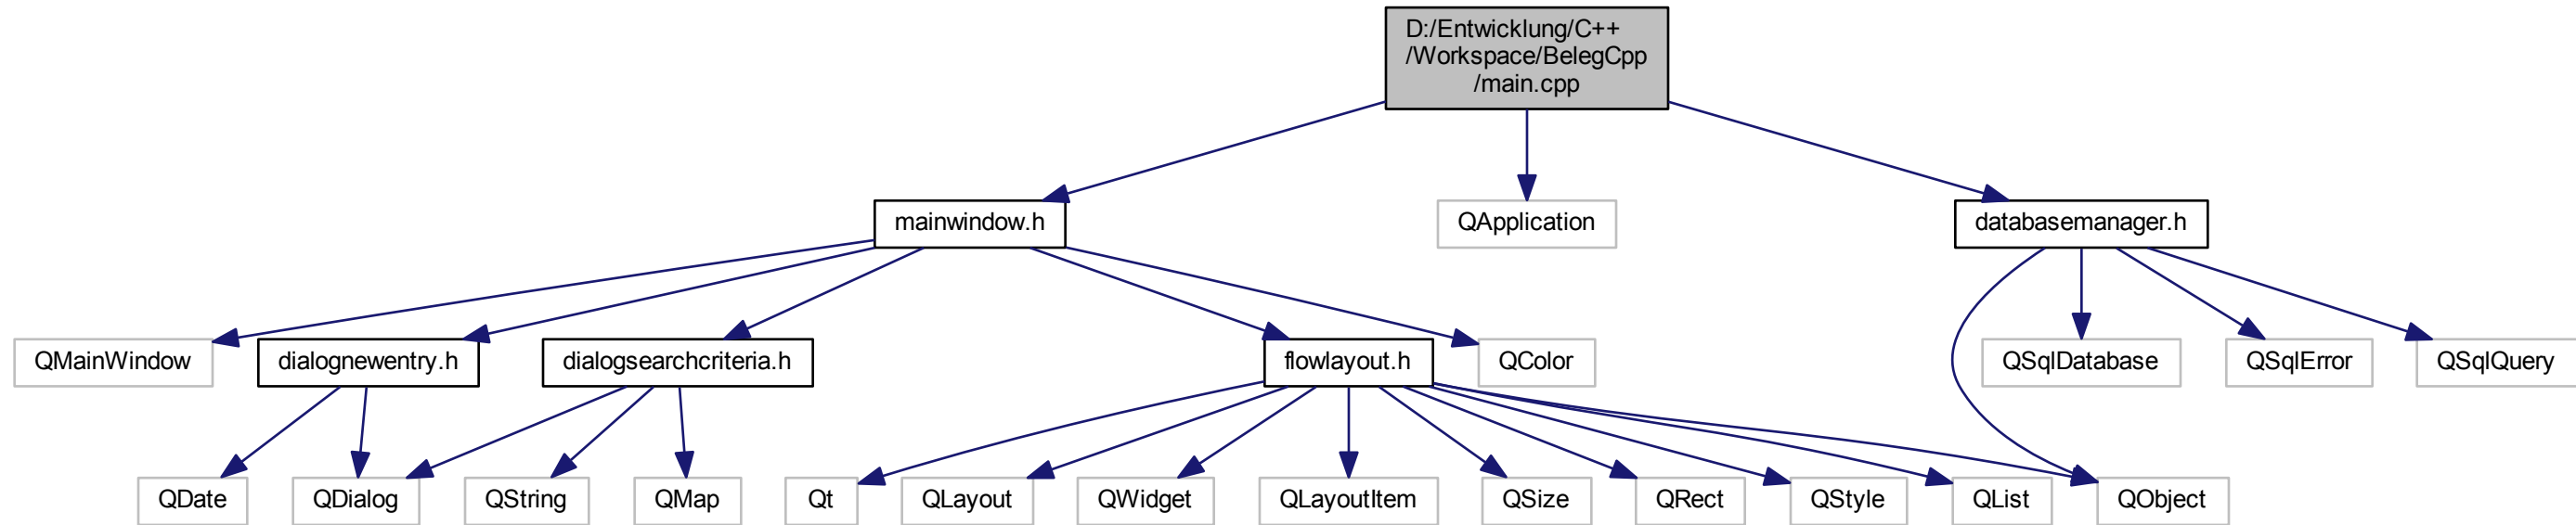 D:/Entwicklung/C++
/Workspace/BelegCpp
/main.cpp
mainwindow.h
QApplication
databasemanager.h
QMainWindow
dialognewentry.h
dialogsearchcriteria.h
flowlayout.h
QColor
QSqlDatabase
QSqlError
QSqlQuery
QDate
QDialog
QString
QMap
Qt
QLayout
QWidget
QLayoutItem
QSize
QRect
QStyle
QList
QObject